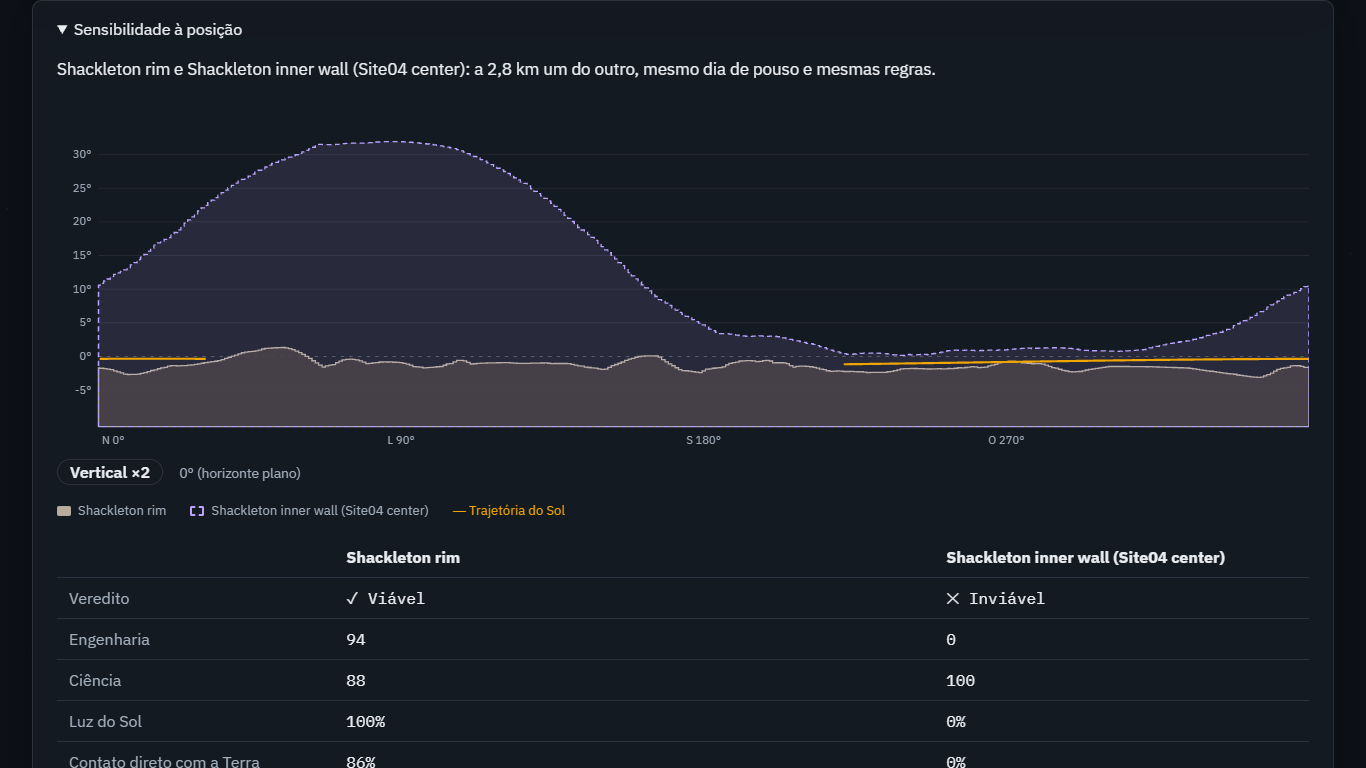 ▼ Sensibilidade à posição
Shackleton rim e Shackleton inner wall (Site04 center): a 2,8 km um do outro, mesmo dia de pouso e mesmas regras.
30°
25°
20°
15°
10°
5°
0°
-5°
N 0° L 90° S 180° O 270°
Vertical ×2 0° (horizonte plano)
Shackleton rim Shackleton inner wall (Site04 center) — Trajetória do Sol
Shackleton rim Shackleton inner wall (Site04 center)
Veredito ✓ Viável ✕ Inviável
Engenharia 94 0
Ciência 88 100
Luz do Sol 100% 0%
Contato direto com a Terra 86% 0%